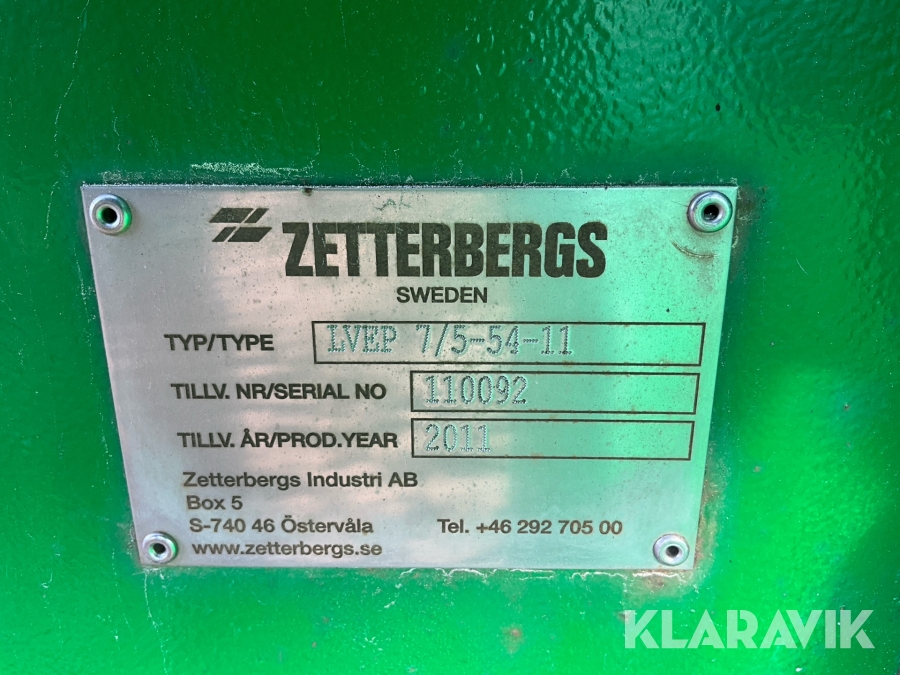 ZETTERBERGS
SWEDEN
TYP/TYPE LVEP 7/5-54-11
TILLV. NR/SERIAL NO 110092
TILLV. ÅR/PROD.YEAR 2011
Zetterbergs Industri AB
Box 5
S-740 46 Östervåla Tel. +46 292 705 00
www.zetterbergs.se
KLARAVIK